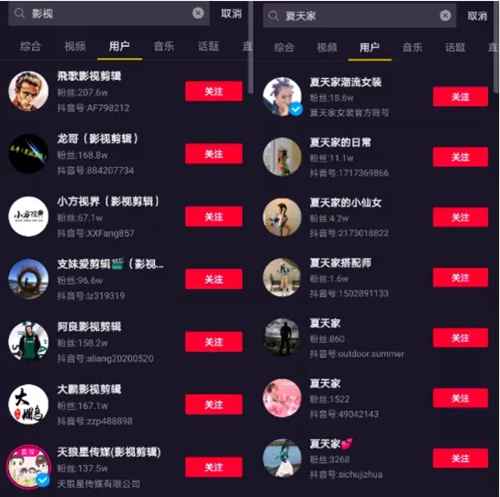 影视
取消
综合
视频
用户
音乐
话题
直
飛歌影视剪辑
粉丝:207.6w
抖音号:AF798212
关注
龙哥（影视剪辑）
粉丝:168.8w
抖音号:884207734
关注
小方视界
小方视界（影视剪辑）
粉丝:67.1w
抖音号:XXFang857
关注
支妹爱剪辑🎬（影视...
粉丝:96.6w
抖音号:lz319319
关注
阿良影视剪辑
粉丝:158.2w
抖音号:aliang20200520
关注
大鹏影视剪辑
粉丝:167.1w
抖音号:zzp488898
关注
天狼星传媒(影视剪辑)
粉丝:137.5w
天狼星传媒有限公司
关注
夏天家
取消
综合
视频
用户
音乐
话题
直
夏天家潮流女装
粉丝:18.6w
夏天家女装官方账号
关注
夏天家的日常
粉丝:11.1w
抖音号:1717369866
关注
夏天家的小仙女
粉丝:4.2w
抖音号:2173018822
关注
夏天家搭配师
粉丝:1.6w
抖音号:1502891133
关注
夏天家
粉丝:860
抖音号:outdoor.summer
关注
夏天家
粉丝:1522
抖音号:49042143
关注
夏天家💕
粉丝:3268
抖音号:sichujizhua
关注